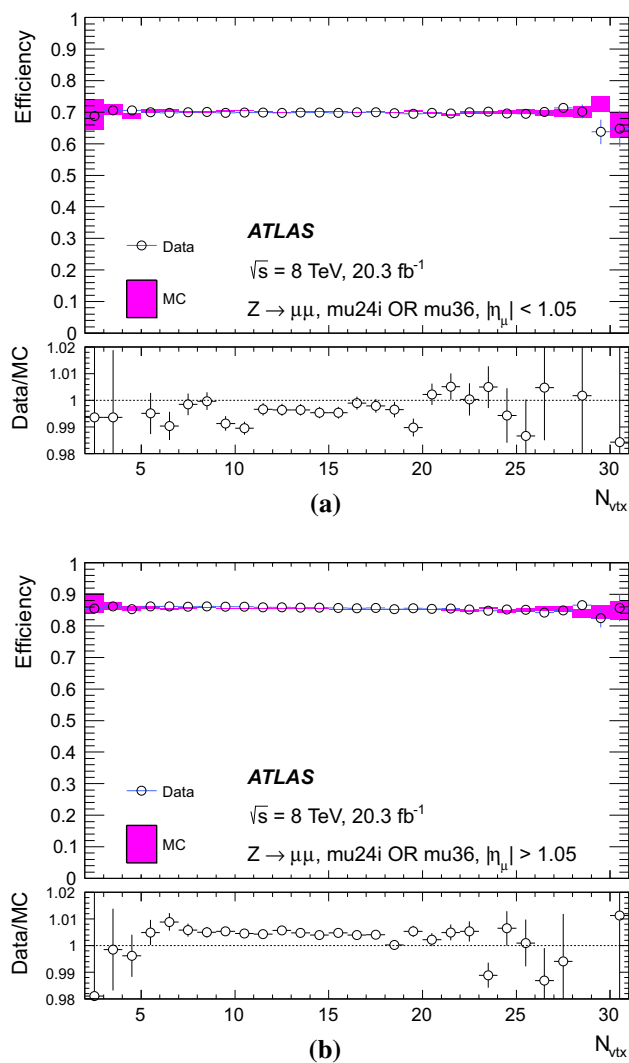 Efficiency
1
0.9
0.8
0.7
0.6
0.5
0.4
0.3
0.2
0.1
0
Data
MC
ATLAS
√s = 8 TeV, 20.3 fb⁻¹
Z → μμ, mu24i OR mu36, |η_μ| < 1.05
Data/MC
1.02
1.01
1
0.99
0.98
5 10 15 20 25 30
N_vtx
(a)
Efficiency
1
0.9
0.8
0.7
0.6
0.5
0.4
0.3
0.2
0.1
0
Data
MC
ATLAS
√s = 8 TeV, 20.3 fb⁻¹
Z → μμ, mu24i OR mu36, |η_μ| > 1.05
Data/MC
1.02
1.01
1
0.99
0.98
5 10 15 20 25 30
N_vtx
(b)